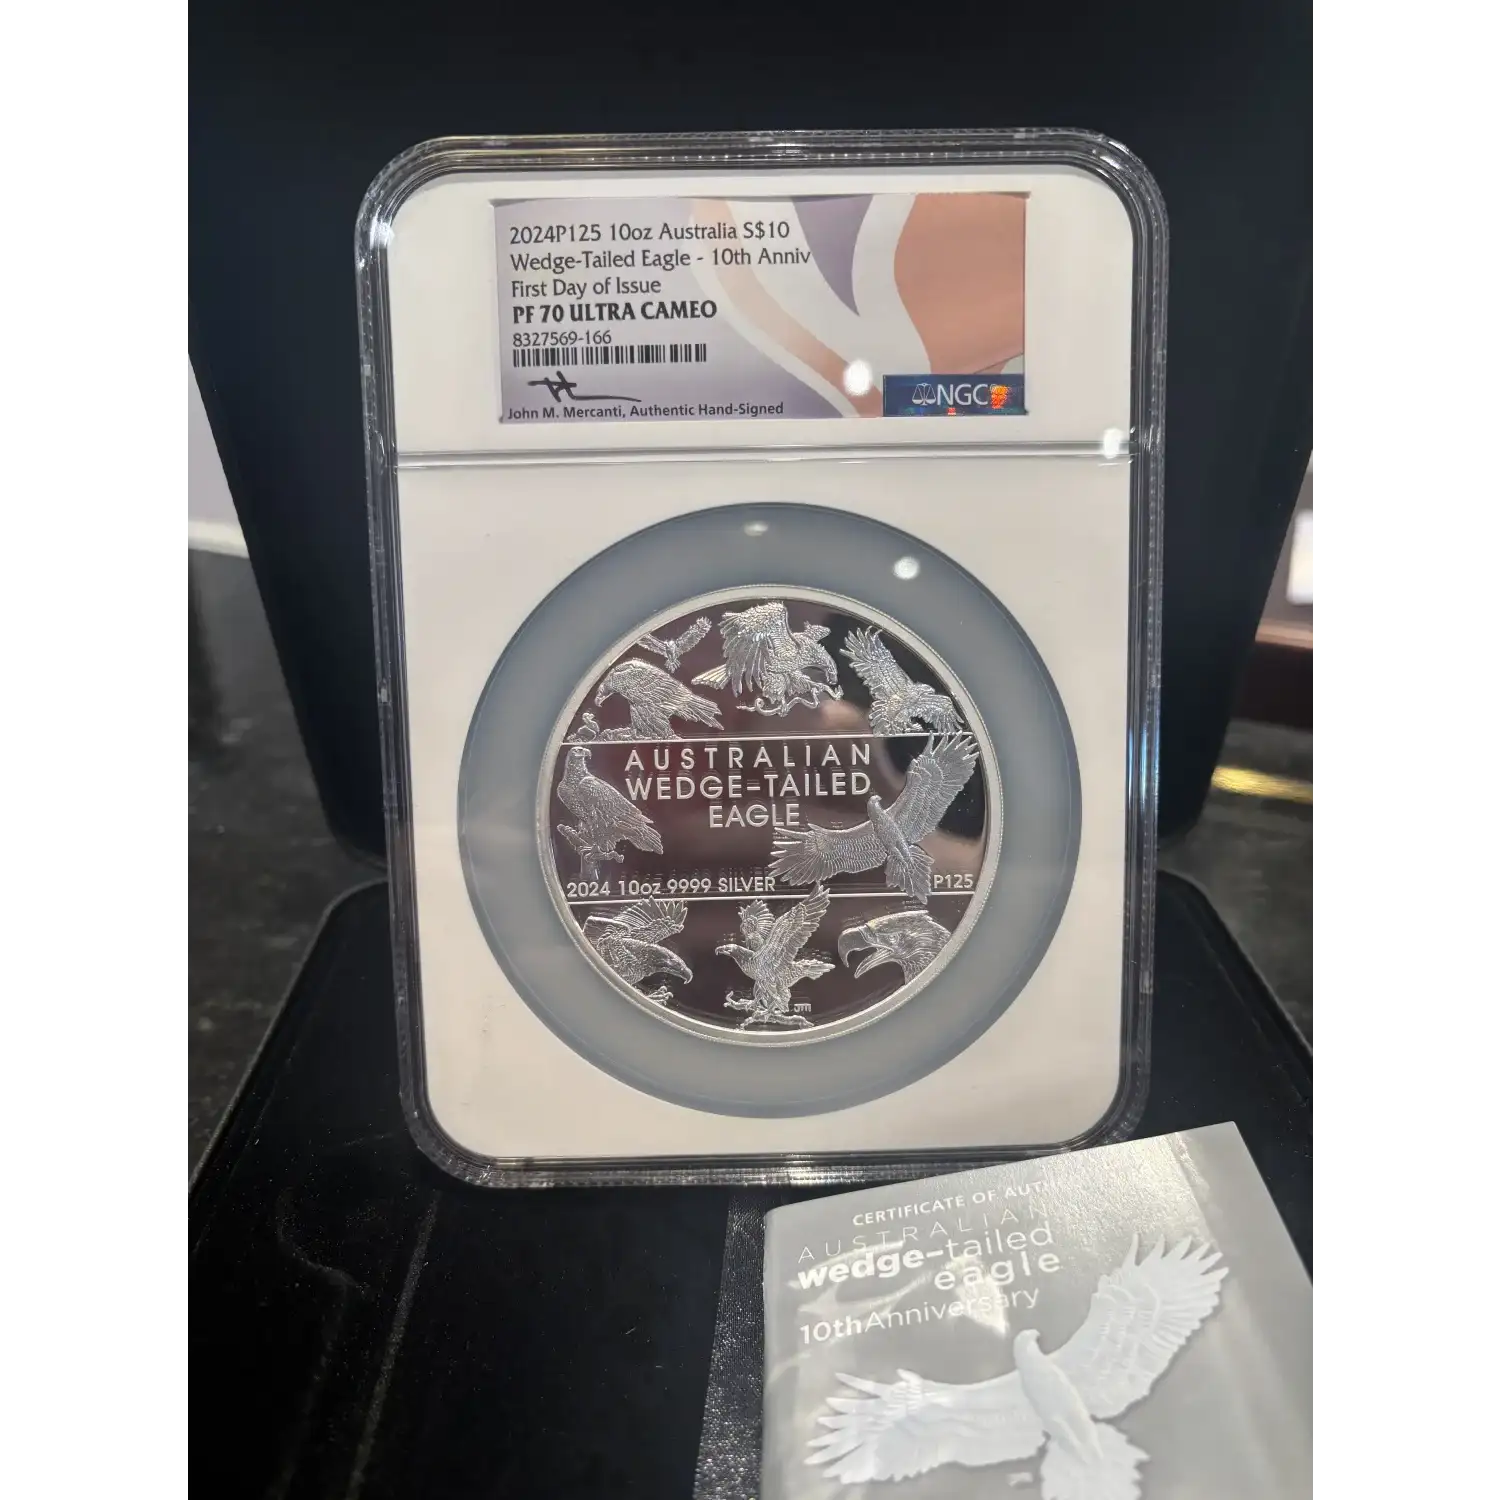 2024P125 10oz Australia S$10
Wedge-Tailed Eagle - 10th Anniv
First Day of Issue
PF 70 ULTRA CAMEO
8327569-166
NGC
John M. Mercanti, Authentic Hand-Signed
AUSTRALIAN
WEDGE-TAILED
EAGLE
2024 10oz 9999 SILVER
P125
JM
CERTIFICATE OF
AUSTRALIAN
wedge-tailed
eagle
10thAnniversary